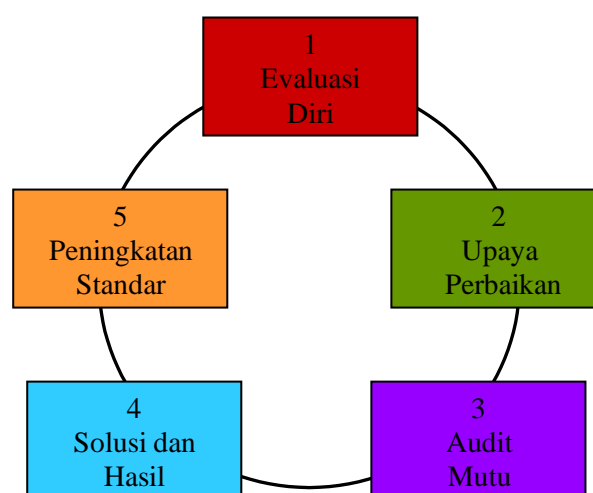 1
Evaluasi
Diri
2
Upaya
Perbaikan
3
Audit
Mutu
4
Solusi dan
Hasil
5
Peningkatan
Standar